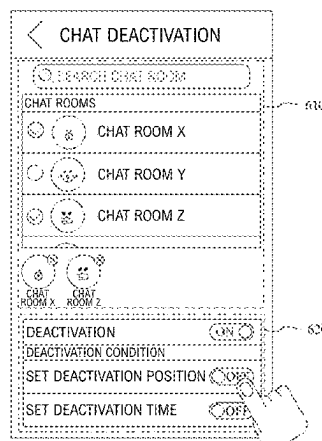 CHAT DEACTIVATION
SEARCH CHAT ROOM
CHAT ROOMS
610
CHAT ROOM X
CHAT ROOM Y
CHAT ROOM Z
CHAT ROOM X
CHAT ROOM Z
DEACTIVATION ON
620
DEACTIVATION CONDITION
SET DEACTIVATION POSITION
SET DEACTIVATION TIME OFF